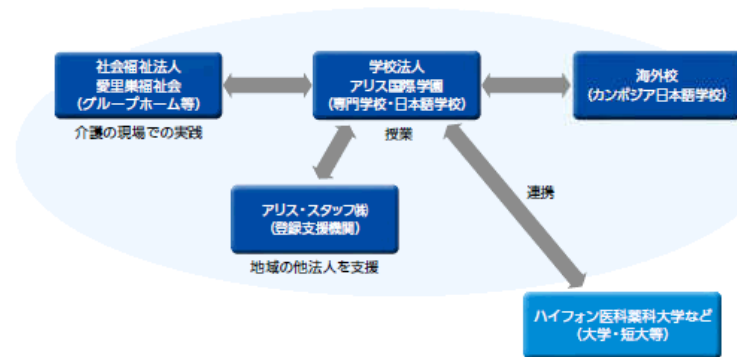 社会福祉法人
愛里巣福祉会
(グループホーム等)
介護の現場での実践
学校法人
アリス国際学園
(専門学校・日本語学校)
授業
海外校
(カンボジア日本語学校)
アリス・スタッフ㈱
(登録支援機関)
地域の他法人を支援
連携
ハイフォン医科薬科大学など
(大学・短大等)